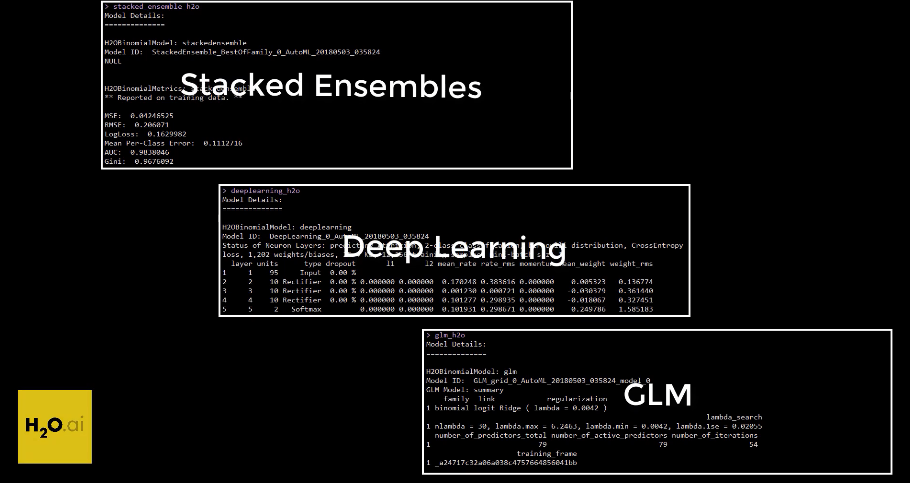 > stacked_ensemble_h2o
Model Details:
==============
H2OBinomialModel: stackedensemble
Model ID:  StackedEnsemble_BestOfFamily_0_AutoML_20180503_035824
NULL
H2OBinomialMetrics:
** Reported on training data.
Stacked Ensembles
MSE:  0.04246525
RMSE:  0.206071
LogLoss:  0.1629982
Mean Per-Class Error:  0.1112716
AUC:  0.9838046
Gini:  0.9676092
> deeplearning_h2o
Model Details:
==============
H2OBinomialModel: deeplearning
Model ID:  DeepLearning_0_AutoML_20180503_035824
Deep Learning
Status of Neuron Layers: distribution, CrossEntropy
loss, 1,202 weights/biases,
layer units type dropout l1 l2 mean_rate rate_rms momentum mean_weight weight_rms
1 1 95 Input 0.00 %
2 2 10 Rectifier 0.00 % 0.000000 0.000000 0.170248 0.383616 0.000000 0.005323 0.136774
3 3 10 Rectifier 0.00 % 0.000000 0.000000 0.001230 0.000721 0.000000 -0.030379 0.361440
4 4 10 Rectifier 0.00 % 0.000000 0.000000 0.101277 0.298935 0.000000 -0.018067 0.327451
5 5 2 Softmax 0.000000 0.000000 0.101931 0.298671 0.000000 0.249786 1.585183
> glm_h2o
Model Details:
==============
H2OBinomialModel: glm
Model ID:  GLM_grid_0_AutoML_20180503_035824_model_0
GLM Model: summary
GLM
family link regularization
1 binomial logit Ridge ( lambda = 0.0042 )
lambda_search
1 nlambda = 30, lambda.max = 6.2463, lambda.min = 0.0042, lambda.1se = 0.02055
number_of_predictors_total number_of_active_predictors number_of_iterations
1 79 79 54
training_frame
1 _a24717c32a06a038c4757664856041bb
H2O.ai